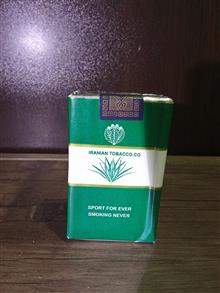 IRANIAN TOBACCO CO
SPORT FOR EVER
SMOKING NEVER